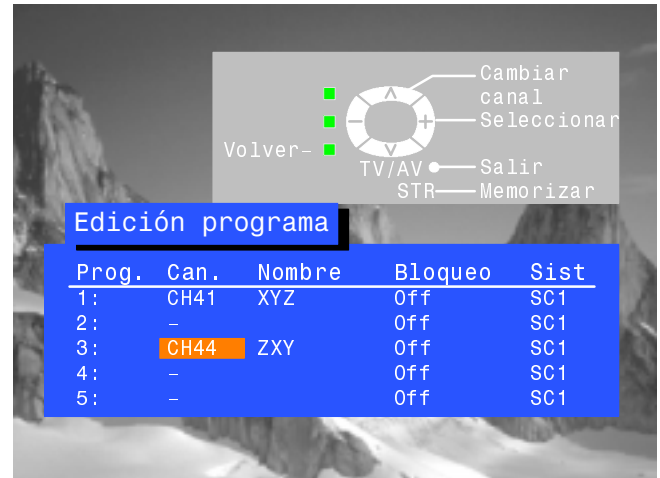 Cambiar
canal
Seleccionar
Volver-
TV/AV Salir
STR Memorizar
Edición programa
Prog. Can. Nombre Bloqueo Sist
1: CH41 XYZ Off SC1
2: - Off SC1
3: CH44 ZXY Off SC1
4: - Off SC1
5: - Off SC1